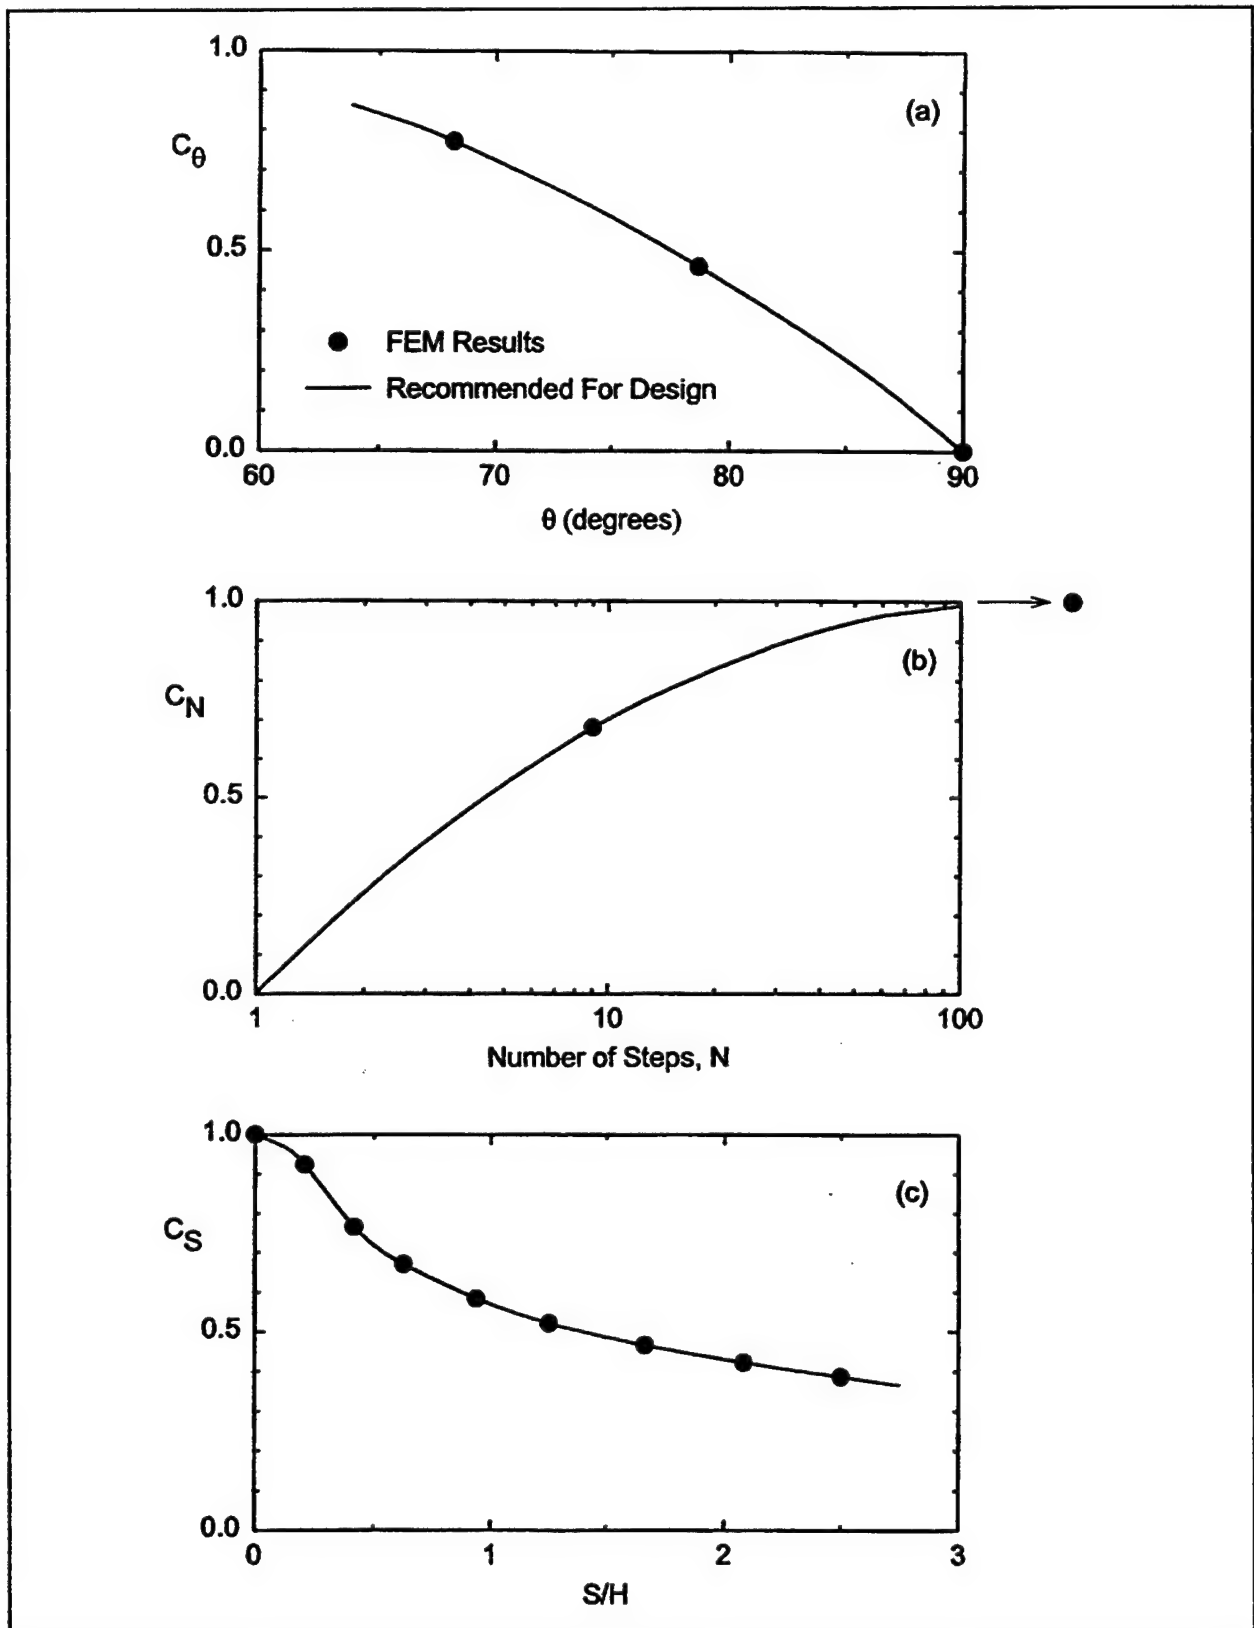 1.0
(a)
Cθ
0.5
FEM Results
Recommended For Design
0.0
60 70 80 90
θ (degrees)
1.0
(b)
CN
0.5
0.0
1 10 100
Number of Steps, N
1.0
(c)
CS
0.5
0.0
0 1 2 3
S/H